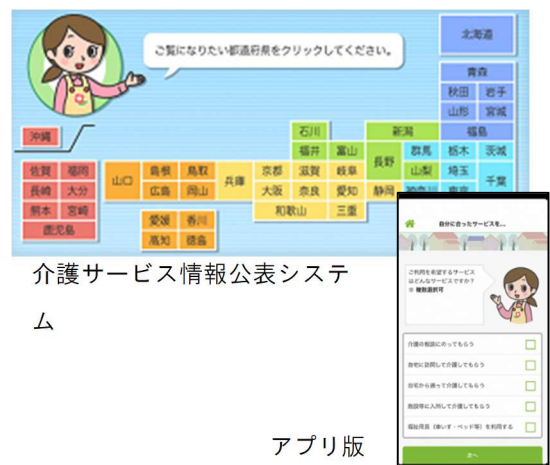 ご覧になりたい都道府県をクリックしてください。
北海道
青森
秋田 岩手
山形 宮城
沖縄
石川 新潟 福島
福井 富山 長野 群馬 栃木 茨城
佐賀 福岡 山口 島根 鳥取 兵庫 京都 滋賀 岐阜 山梨 埼玉 千葉
長崎 大分 広島 岡山 大阪 奈良 愛知 静岡 神奈川 東京
熊本 宮崎 和歌山 三重
鹿児島 愛媛 香川
高知 徳島
介護サービス情報公表システ
ム
自分に合ったサービスを...
ご利用を希望するサービス
はどんなサービスですか？
※ 複数選択可
介護の相談にのってもらう
自宅に訪問して介護してもらう
自宅から通って介護してもらう
施設等に入所して介護してもらう
福祉用具（車いす・ベッド等）を利用する
次へ
アプリ版